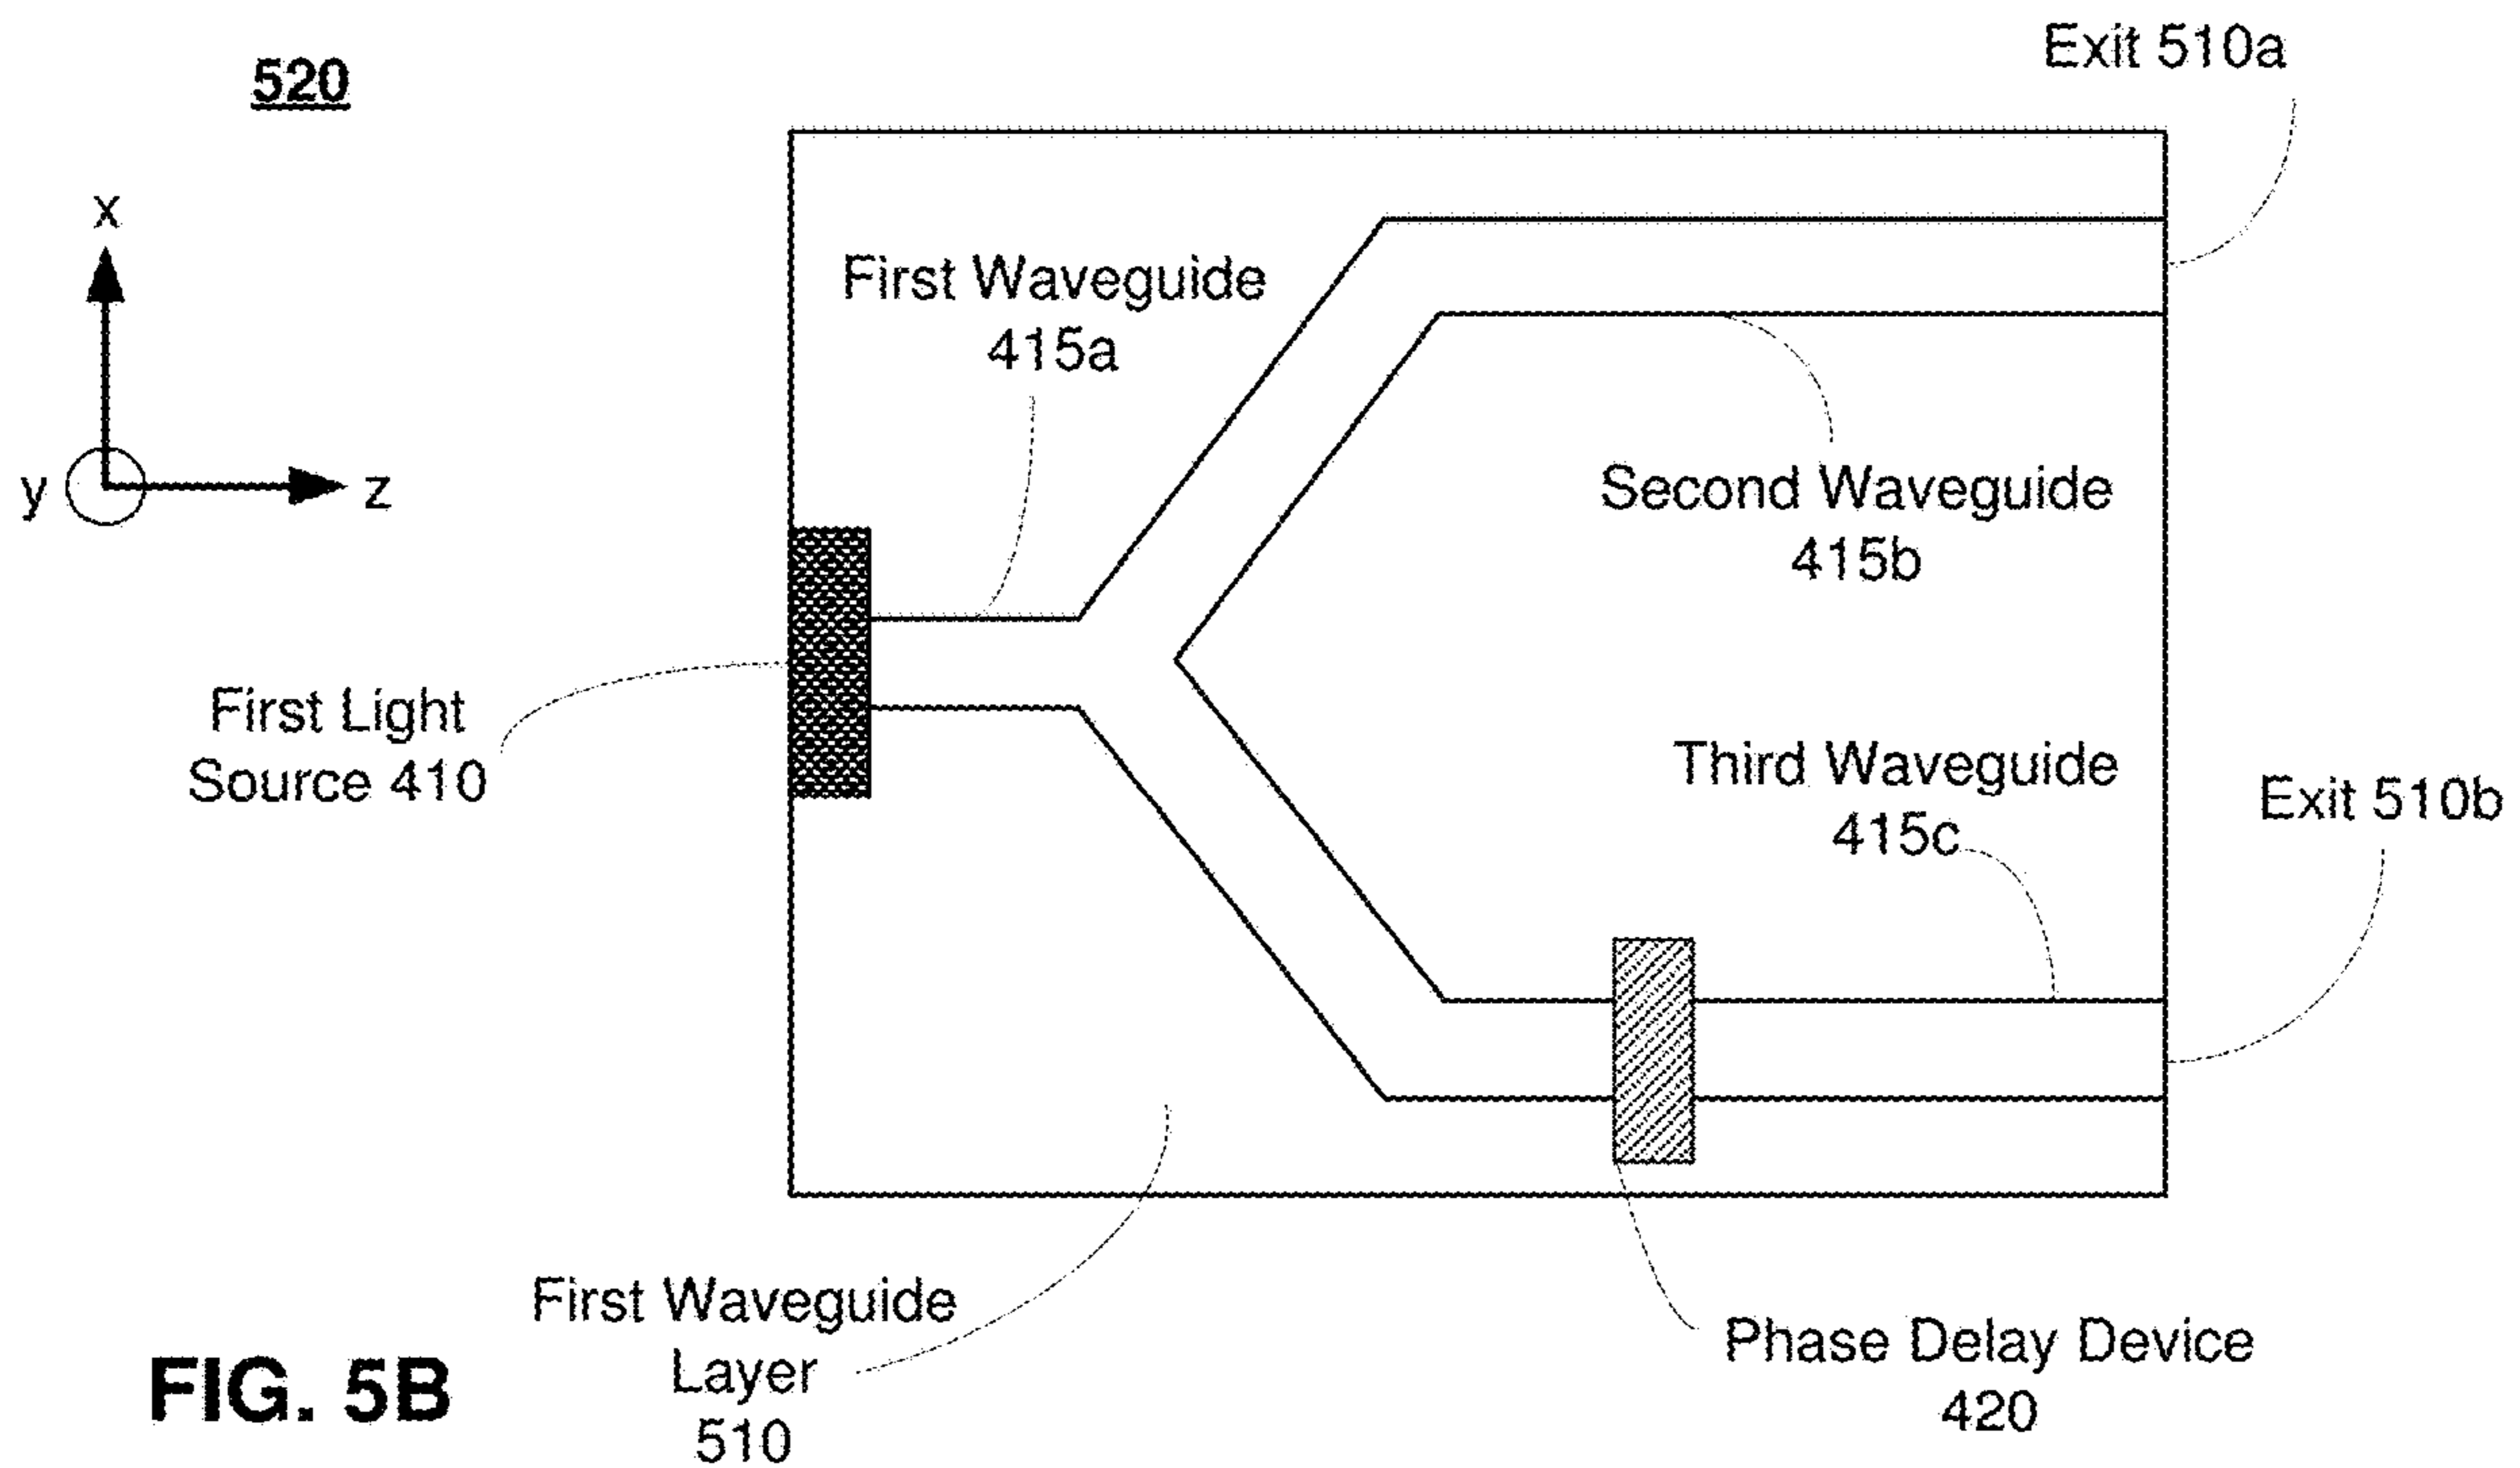 520
Exit 510a
x
y
z
First Waveguide
415a
Second Waveguide
415b
First Light
Source 410
Third Waveguide
415c
Exit 510b
First Waveguide
Layer
510
Phase Delay Device
420
FIG. 5B